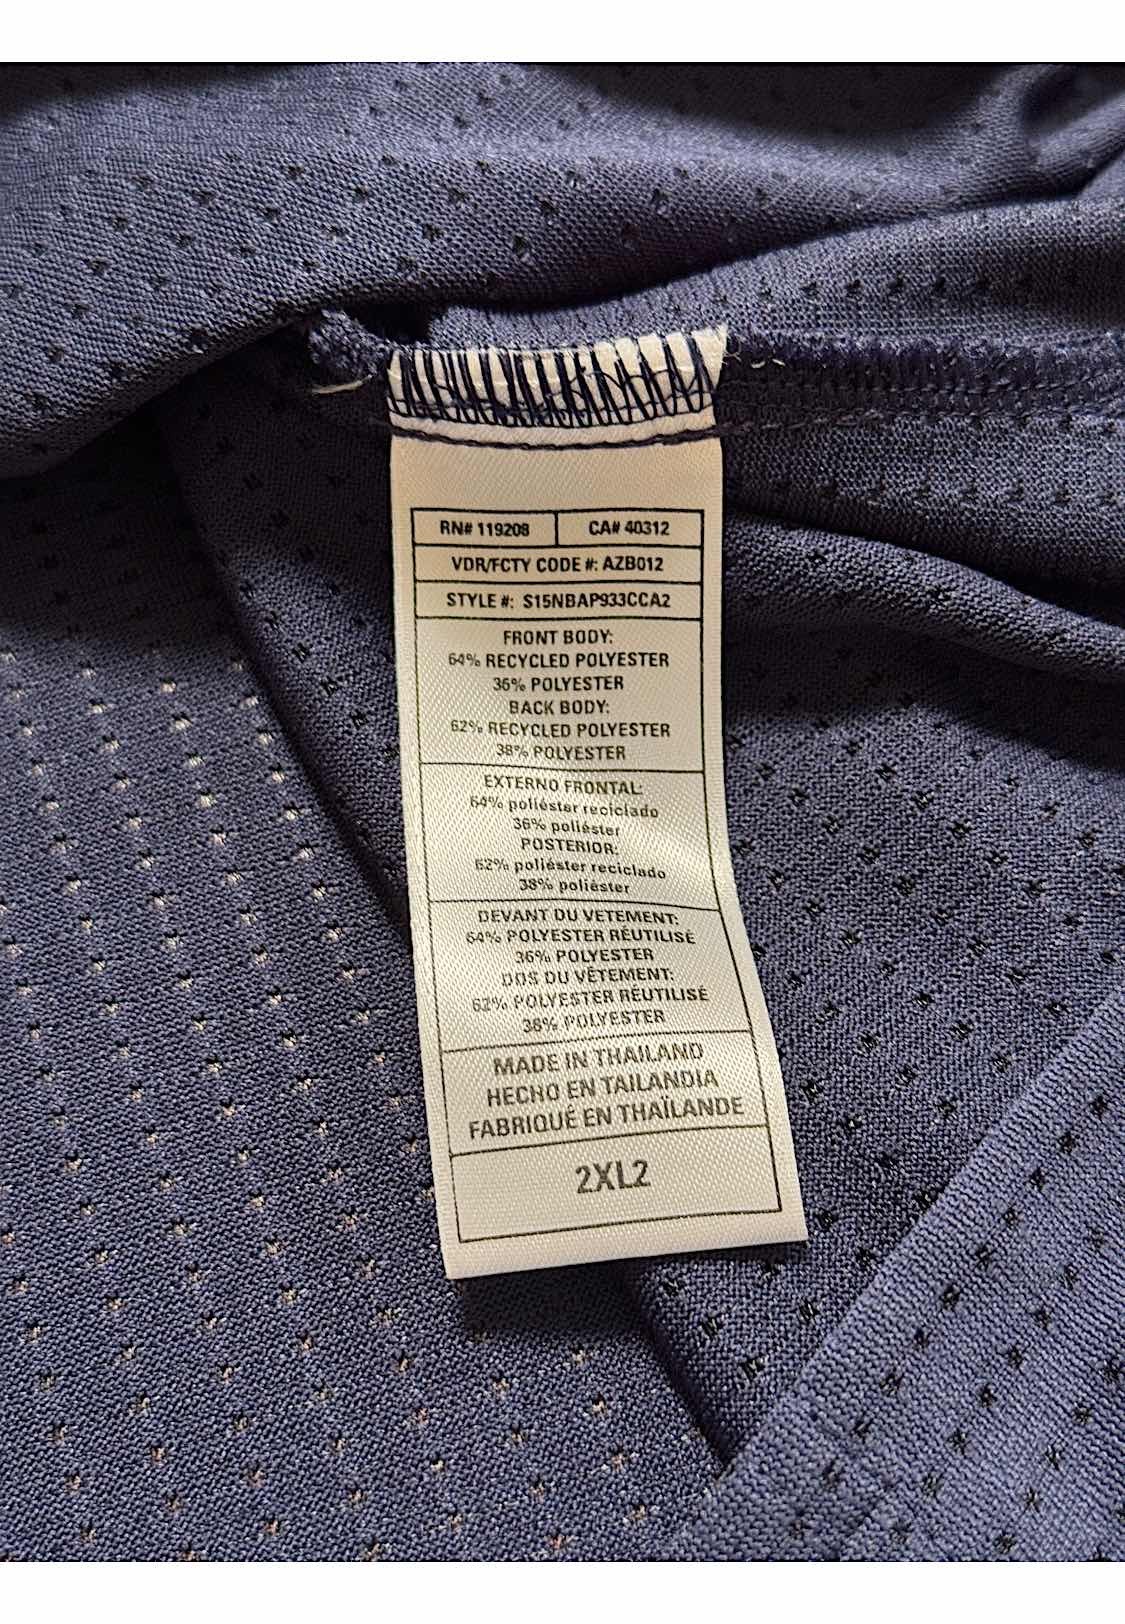 RN# 119208 CA# 40312
VDR/FCTY CODE #: AZB012
STYLE #: S15NBAP933CCA2
FRONT BODY:
64% RECYCLED POLYESTER
36% POLYESTER
BACK BODY:
62% RECYCLED POLYESTER
38% POLYESTER
EXTERNO FRONTAL:
64% poliéster reciclado
36% poliéster
POSTERIOR:
62% poliéster reciclado
38% poliéster
DEVANT DU VETEMENT:
64% POLYESTER RÉUTILISÉ
36% POLYESTER
DOS DU VÊTEMENT:
62% POLYESTER RÉUTILISÉ
38% POLYESTER
MADE IN THAILAND
HECHO EN TAILANDIA
FABRIQUÉ EN THAÏLANDE
2XL2